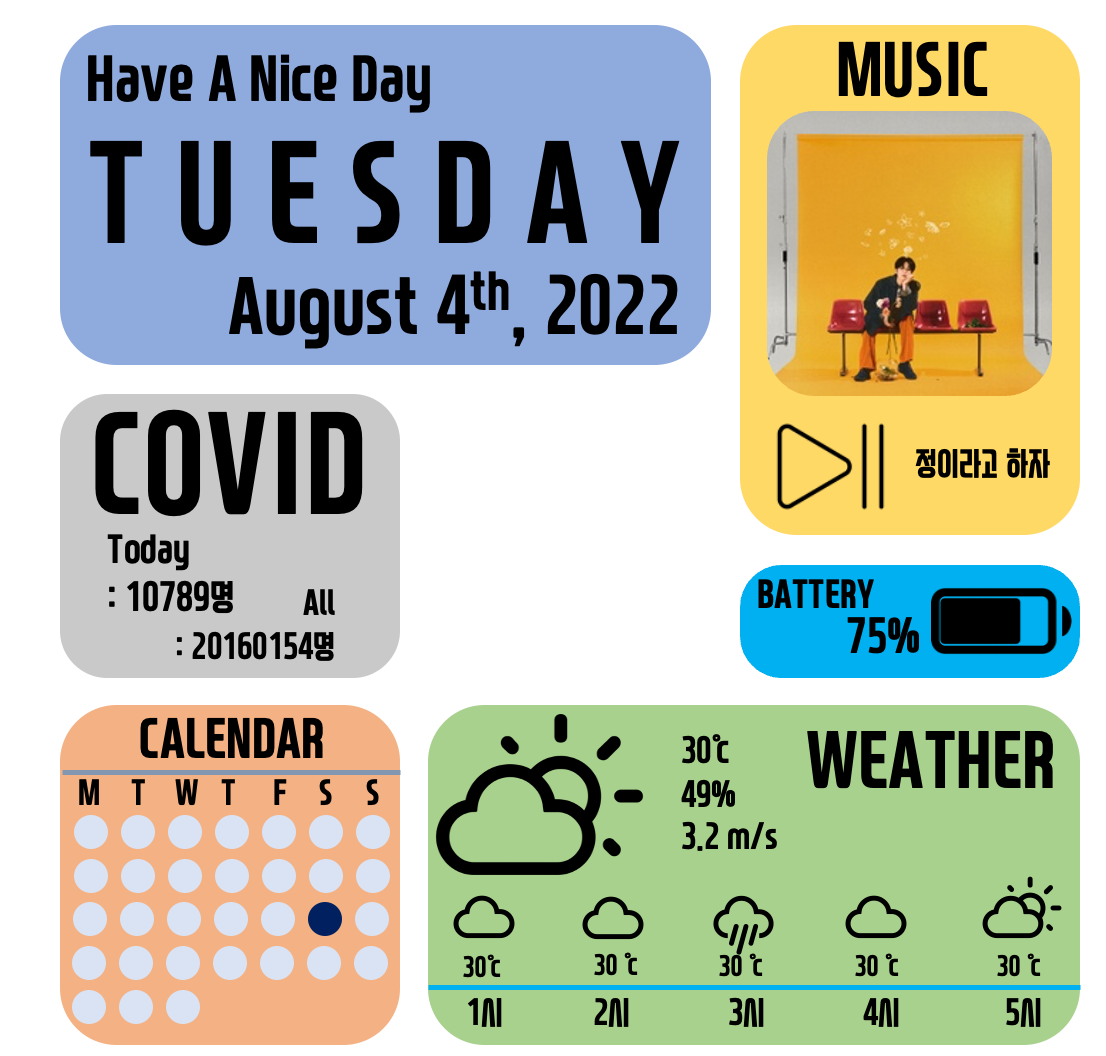 Have A Nice Day
TUESDAY
August 4th, 2022
MUSIC
정이라고 하자
COVID
Today
: 10789명
All
: 20160154명
BATTERY
75%
CALENDAR
M T W T F S S
WEATHER
30℃
49%
3.2 m/s
30℃ 30 ℃ 30 ℃ 30 ℃ 30 ℃
1시 2시 3시 4시 5시